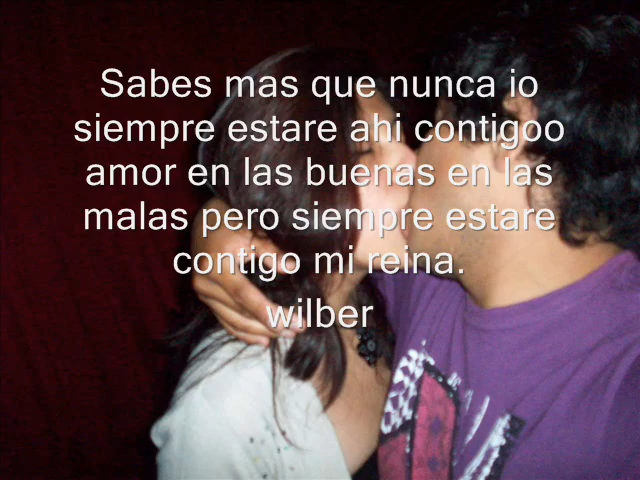 Sabes mas que nunca io
siempre estare ahi contigoo
amor en las buenas en las
malas pero siempre estare
contigo mi reina.
wilber